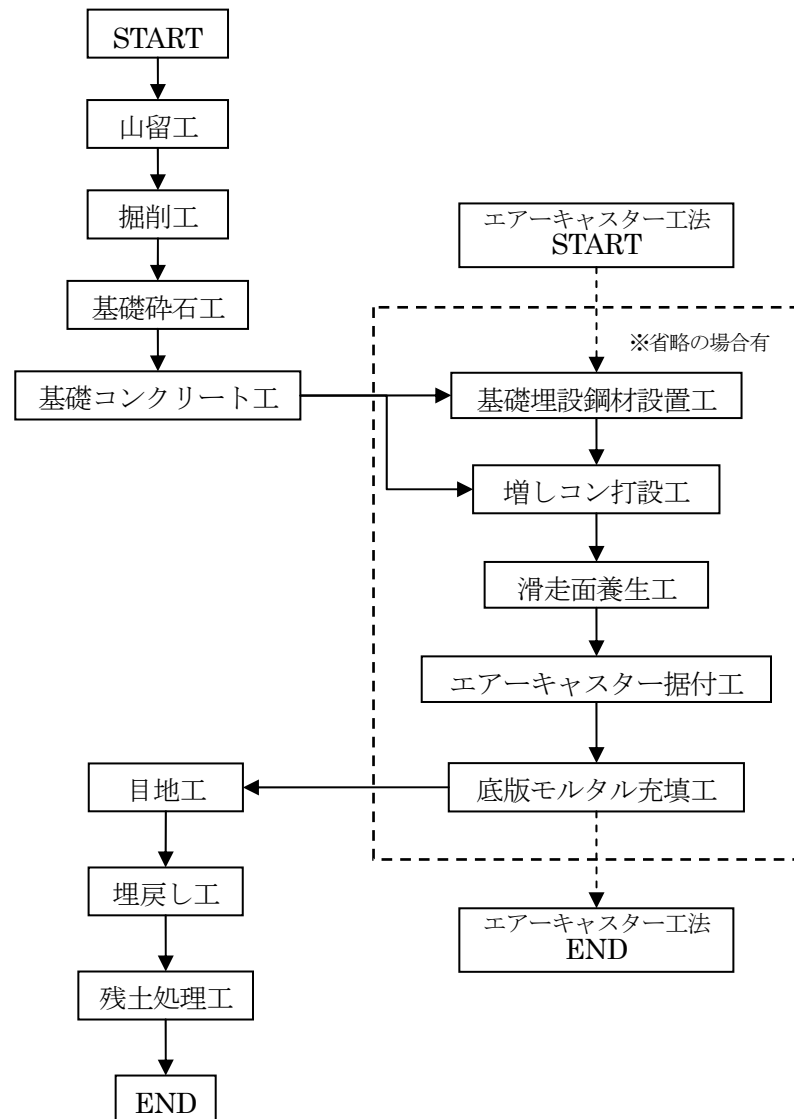 START
山留工
掘削工
基礎砕石工
基礎コンクリート工
エアーキャスター工法
START
※省略の場合有
基礎埋設鋼材設置工
増しコン打設工
滑走面養生工
エアーキャスター据付工
底版モルタル充填工
エアーキャスター工法
END
目地工
埋戻し工
残土処理工
END